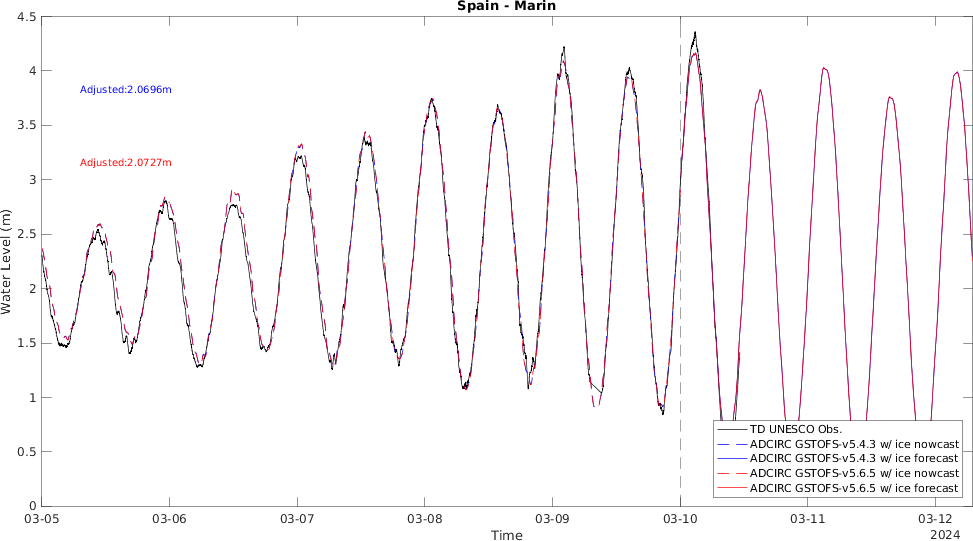 Spain - Marin
4.5
4
3.5
3
2.5
2
1.5
1
0.5
0
Water Level (m)
Adjusted:2.0696m
Adjusted:2.0727m
TD UNESCO Obs.
ADCIRC GSTOFS-v5.4.3 w/ ice nowcast
ADCIRC GSTOFS-v5.4.3 w/ ice forecast
ADCIRC GSTOFS-v5.6.5 w/ ice nowcast
ADCIRC GSTOFS-v5.6.5 w/ ice forecast
03-05 03-06 03-07 03-08 03-09 03-10 03-11 03-12
Time
2024